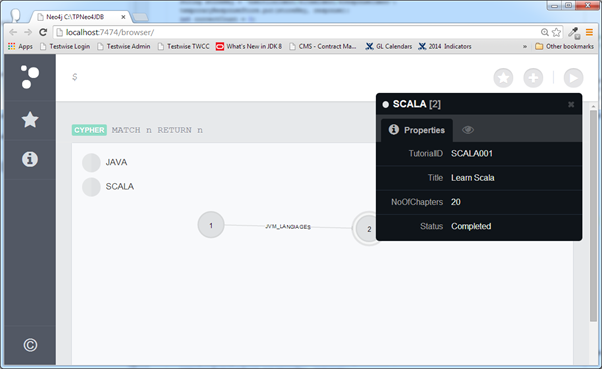 Neo4j C:\TPNeo4JDB
localhost:7474/browser/
Apps Testwise Testwise Admin Testwise TWCC What's New in JDK 8 CMS - Contract Ma... GL Calendars 2014 Indicators » Other bookmarks
$
SCALA [2]
Properties
TutorialID SCALA001
Title Learn Scala
NoOfChapters 20
Status Completed
CYPHER MATCH n RETURN n
JAVA
SCALA
1 JVM_LANGIAGES 2
©